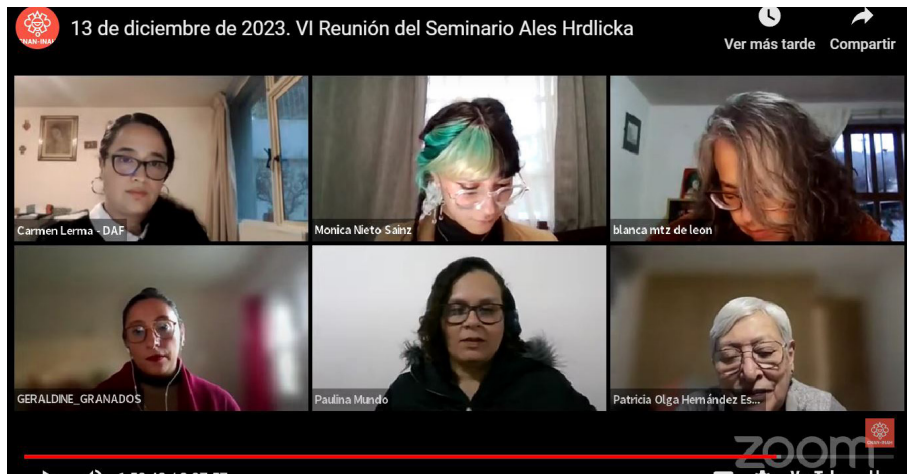 13 de diciembre de 2023. VI Reunión del Seminario Ales Hrdlicka
Ver más tarde
Compartir
Carmen Lerma - DAF
Monica Nieto Sainz
blanca mtz de leon
GERALDINE_GRANADOS
Paulina Mundo
Patricia Olga Hernández Es...
zoom